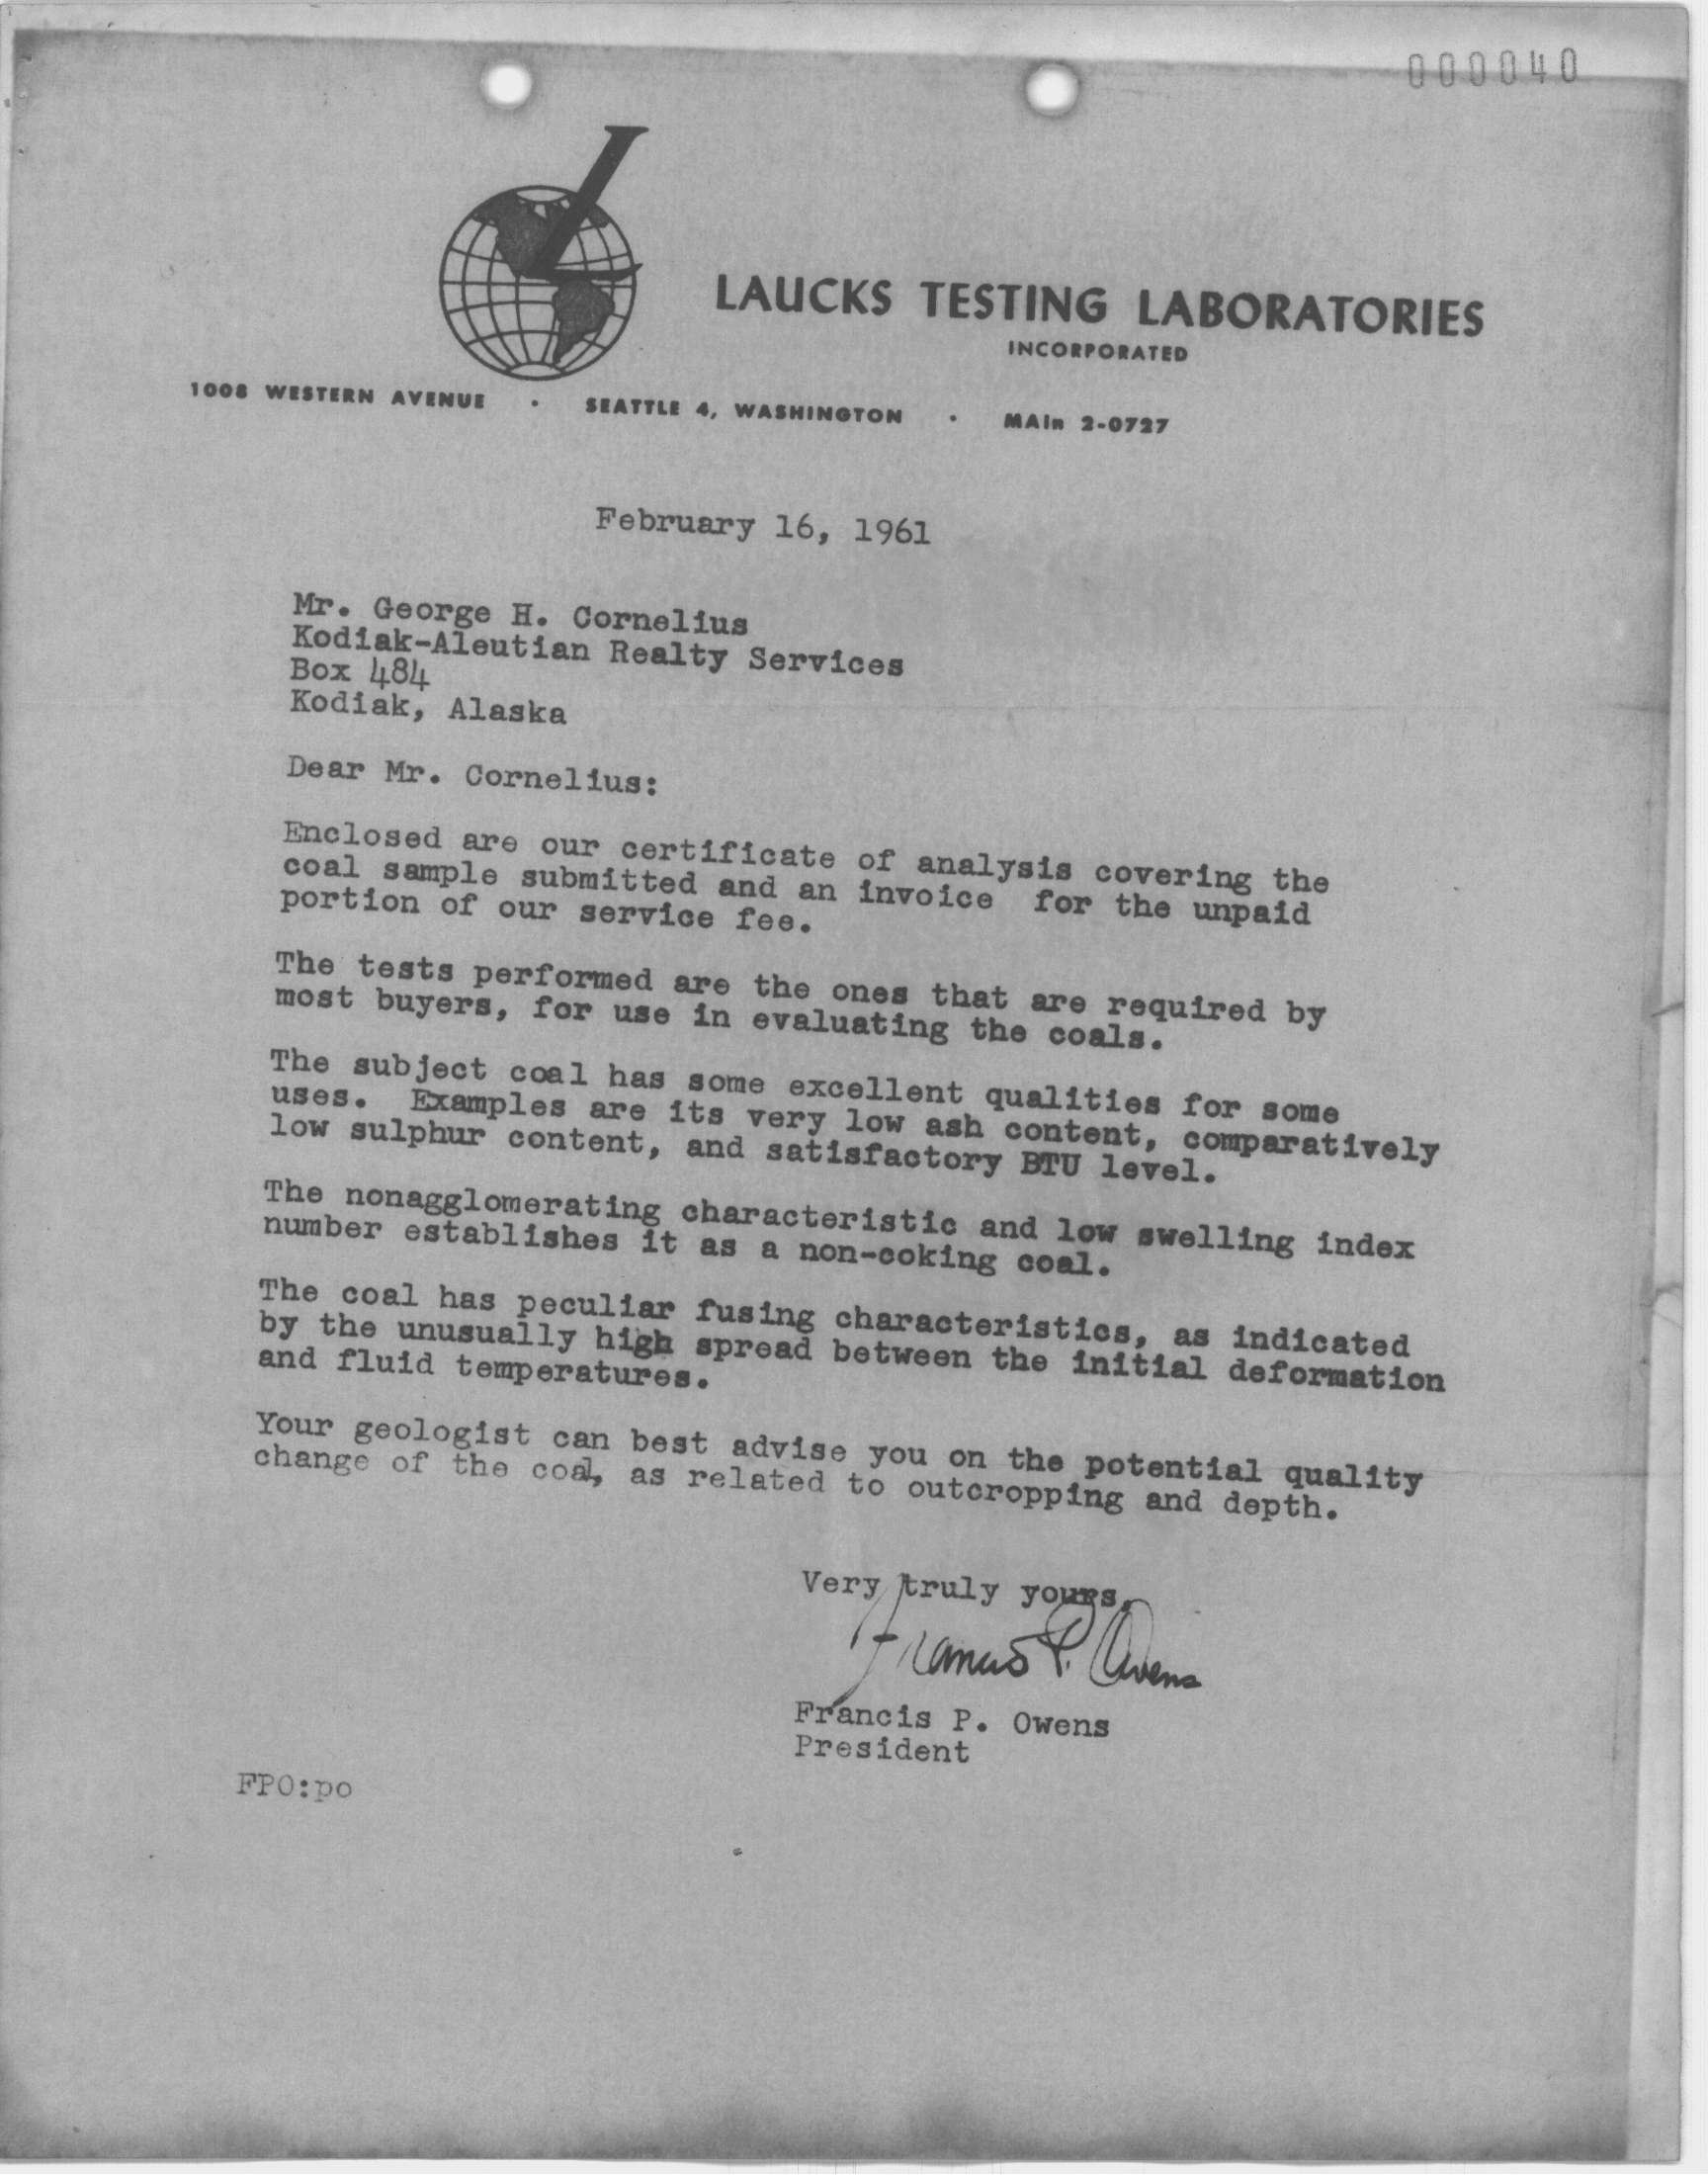 000040
LAUCKS TESTING LABORATORIES
INCORPORATED
1008 WESTERN AVENUE • SEATTLE 4, WASHINGTON • MAIn 2-0727
February 16, 1961
Mr. George H. Cornelius
Kodiak-Aleutian Realty Services
Box 484
Kodiak, Alaska
Dear Mr. Cornelius:
Enclosed are our certificate of analysis covering the
coal sample submitted and an invoice for the unpaid
portion of our service fee.
The tests performed are the ones that are required by
most buyers, for use in evaluating the coals.
The subject coal has some excellent qualities for some
uses. Examples are its very low ash content, comparatively
low sulphur content, and satisfactory BTU level.
The nonagglomerating characteristic and low swelling index
number establishes it as a non-coking coal.
The coal has peculiar fusing characteristics, as indicated
by the unusually high spread between the initial deformation
and fluid temperatures.
Your geologist can best advise you on the potential quality
change of the coal, as related to outcropping and depth.
Very truly yours,
Francis P. Owens
Francis P. Owens
President
FPO:po